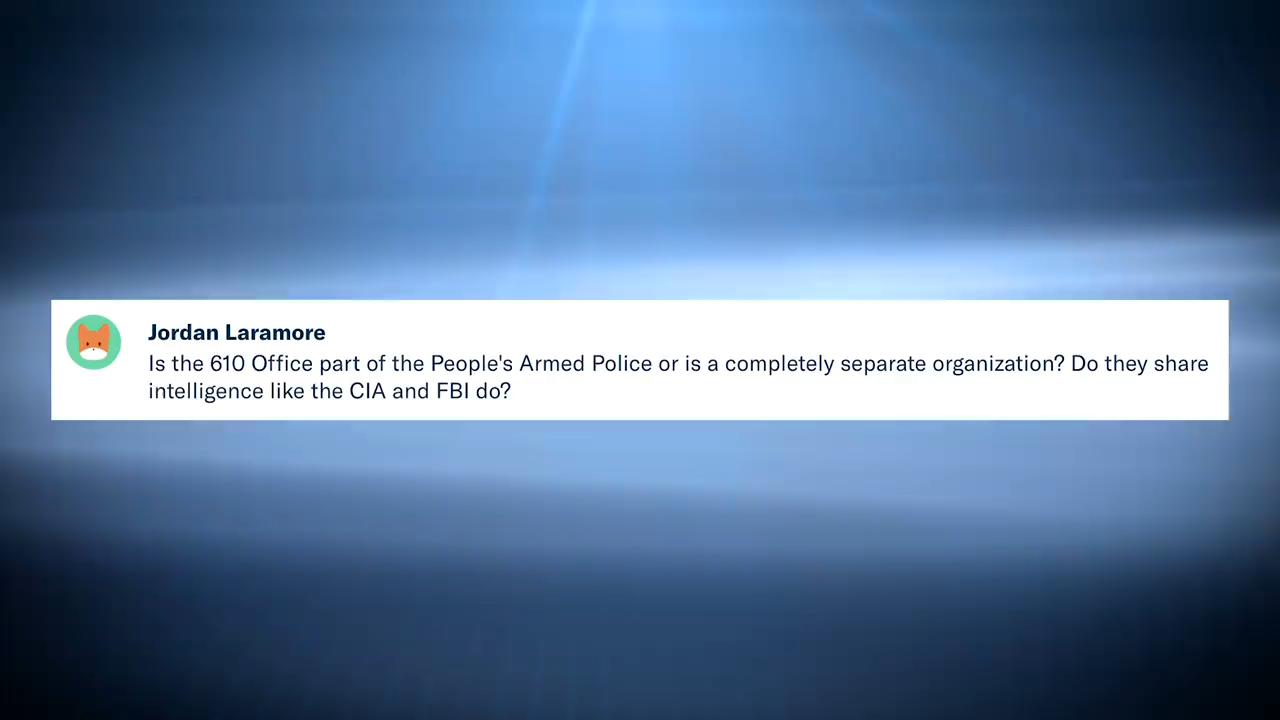 Jordan Laramore
Is the 610 Office part of the People's Armed Police or is a completely separate organization? Do they share
intelligence like the CIA and FBI do?